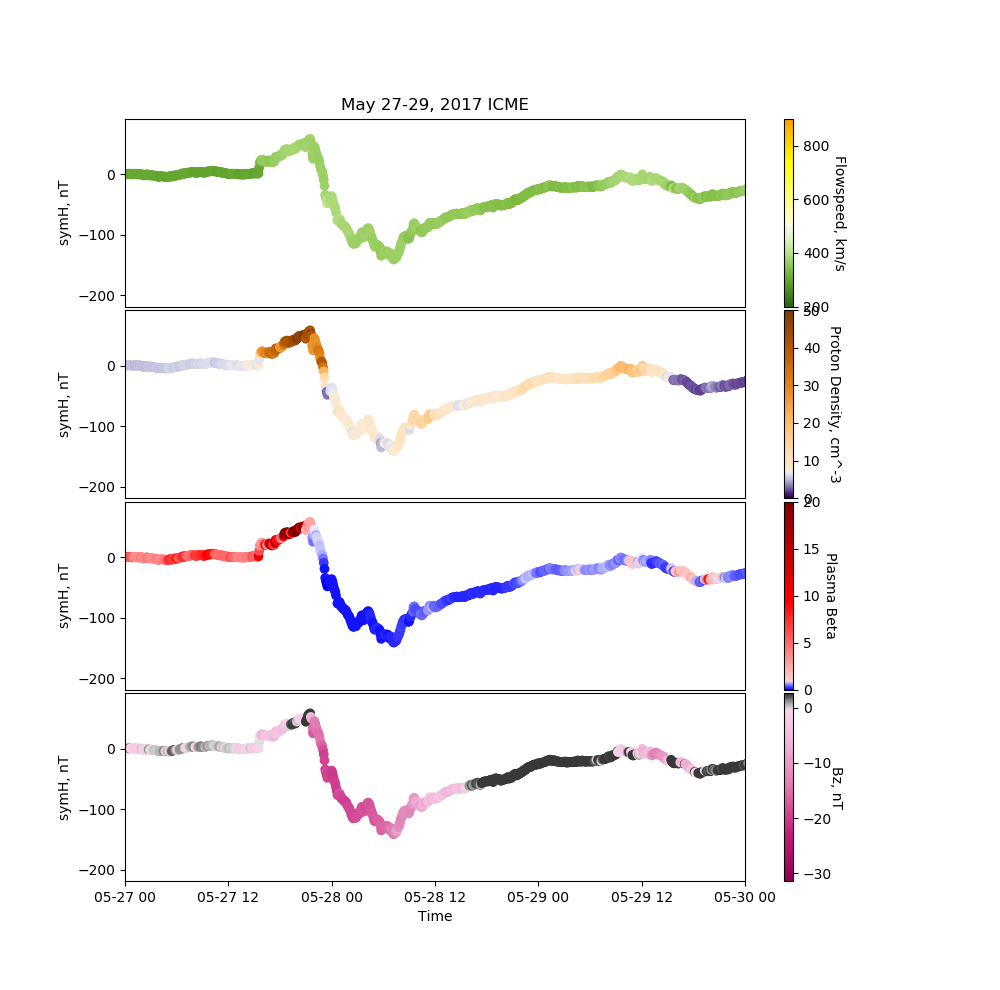 May 27-29, 2017 ICME
0
−100
−200
symH, nT
800
600
400
200
Flowspeed, km/s
0
−100
−200
symH, nT
50
40
30
20
10
0
Proton Density, cm^-3
0
−100
−200
symH, nT
20
15
10
5
0
Plasma Beta
0
−100
−200
symH, nT
0
−10
−20
−30
Bz, nT
05-27 00 05-27 12 05-28 00 05-28 12 05-29 00 05-29 12 05-30 00
Time